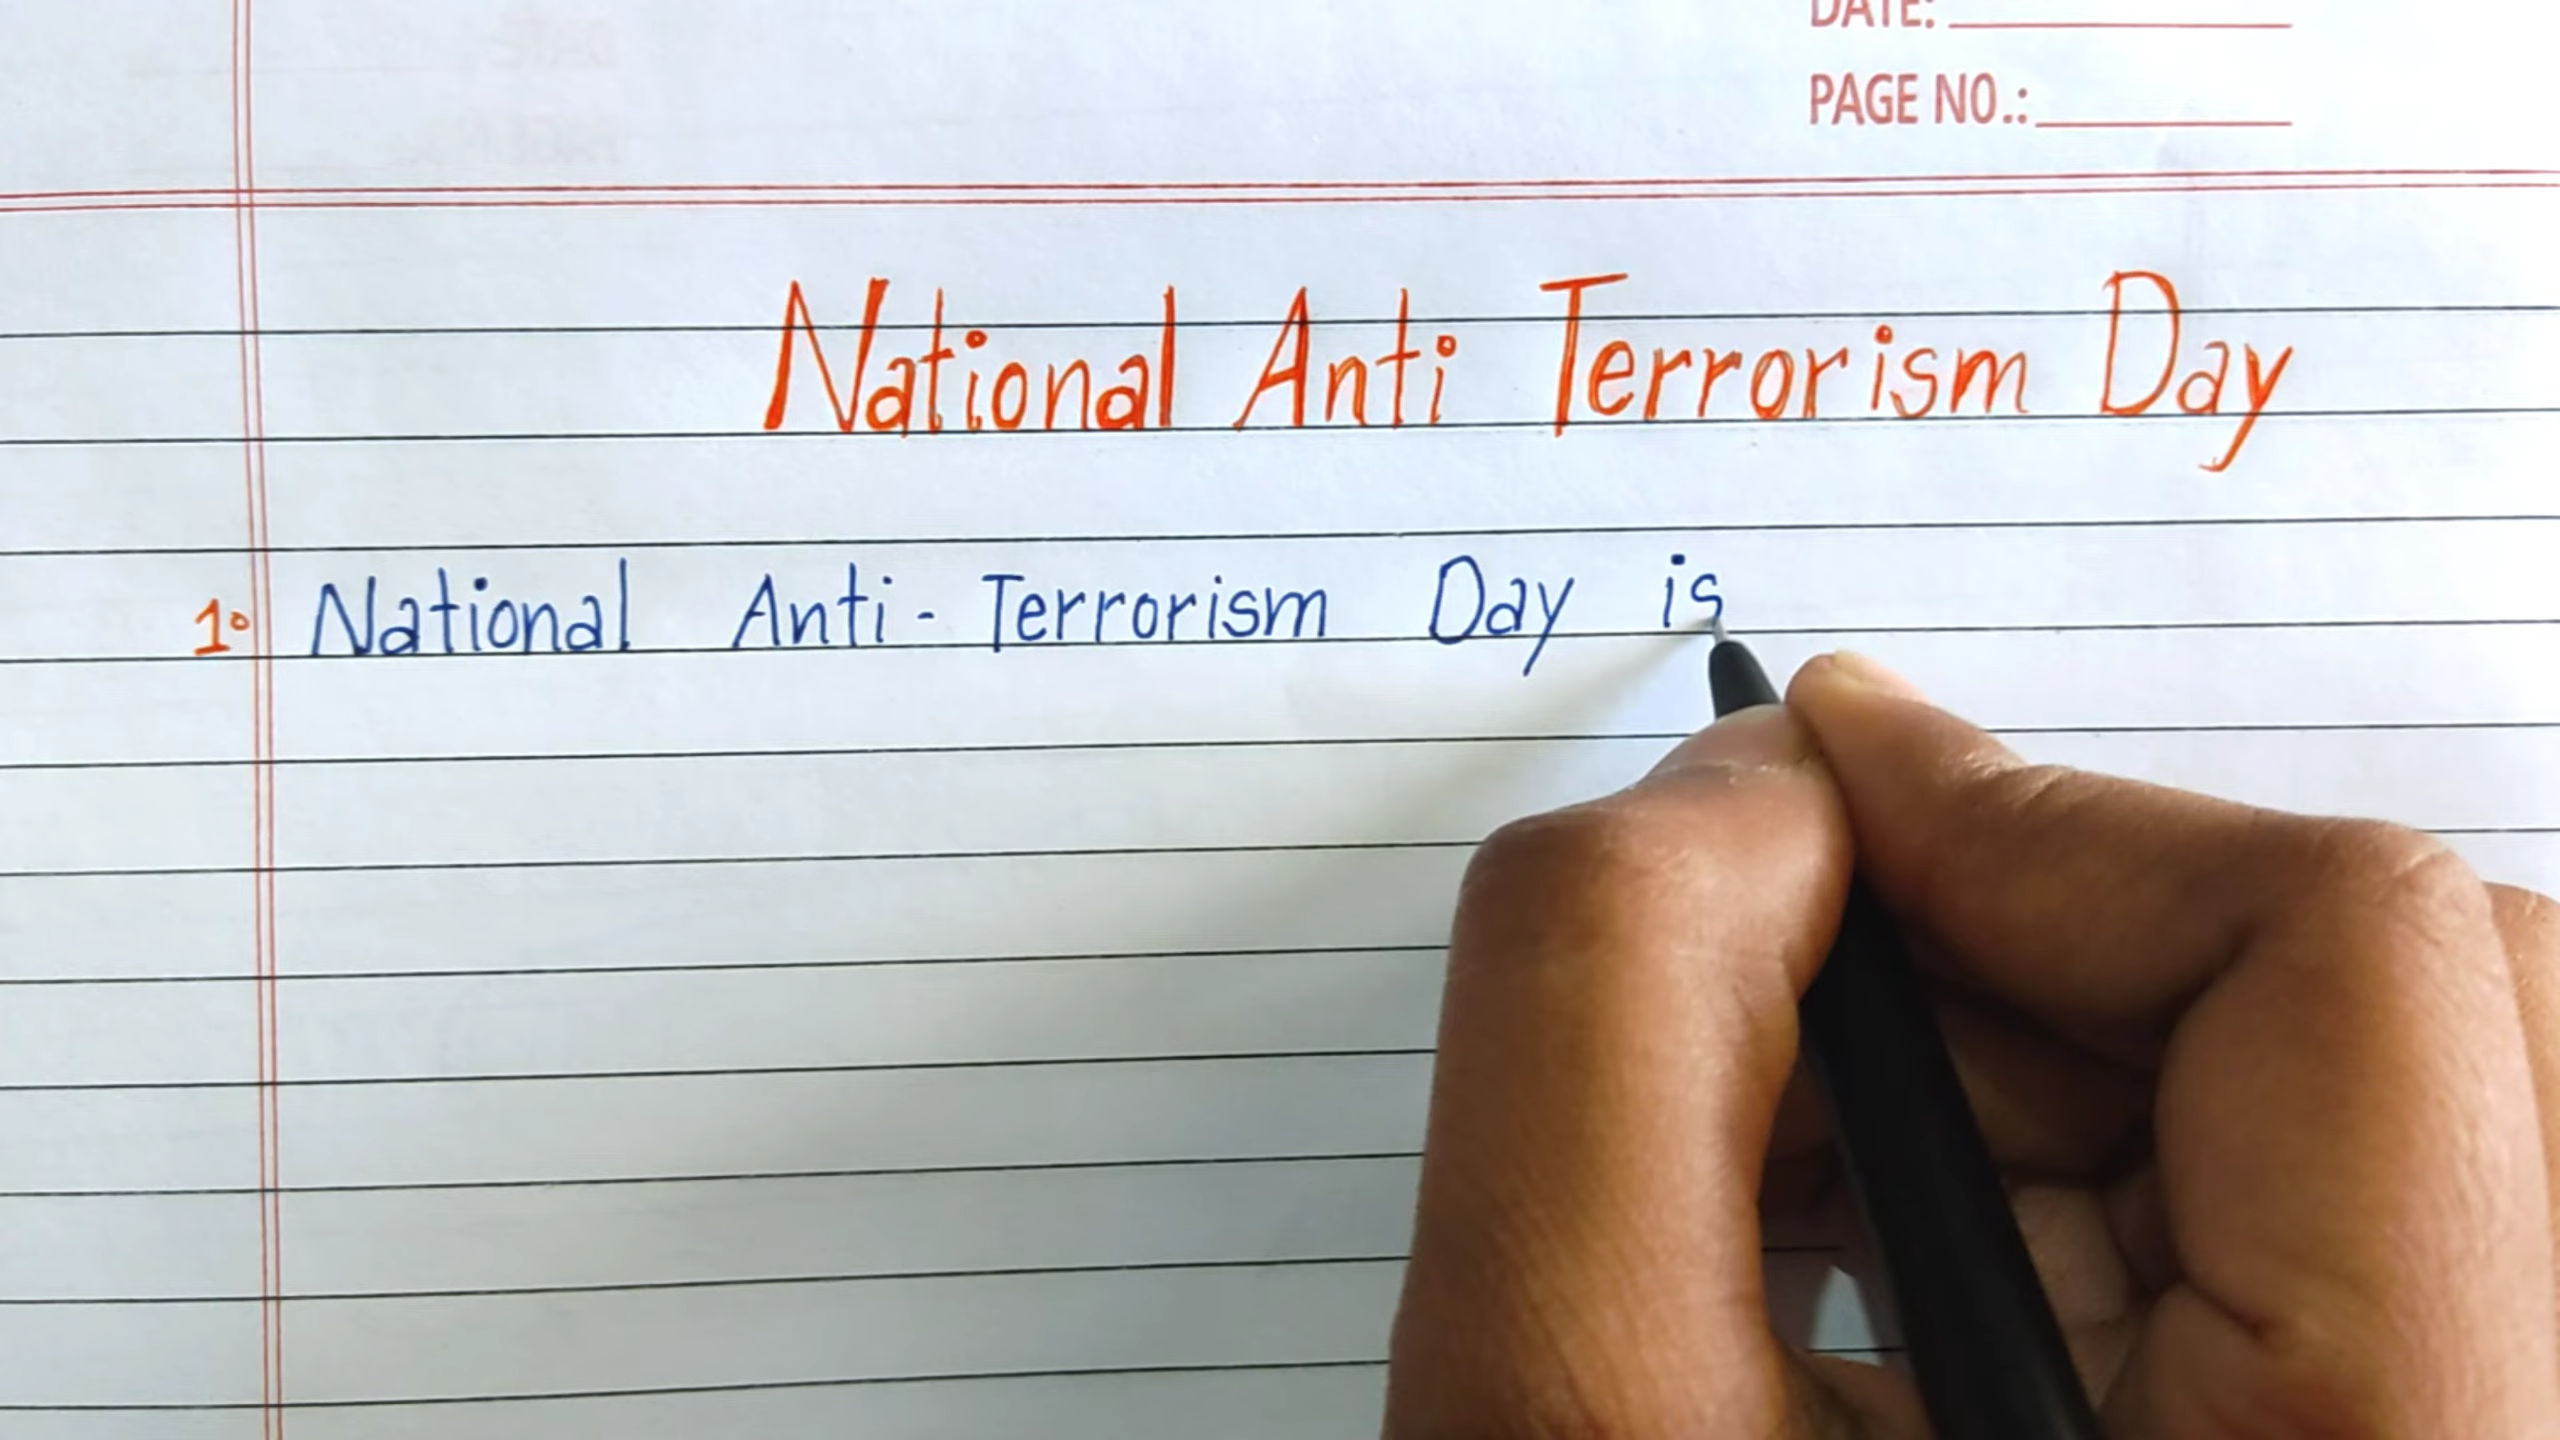 DATE:
PAGE NO.:
National Anti Terrorism Day
1. National Anti-Terrorism Day is